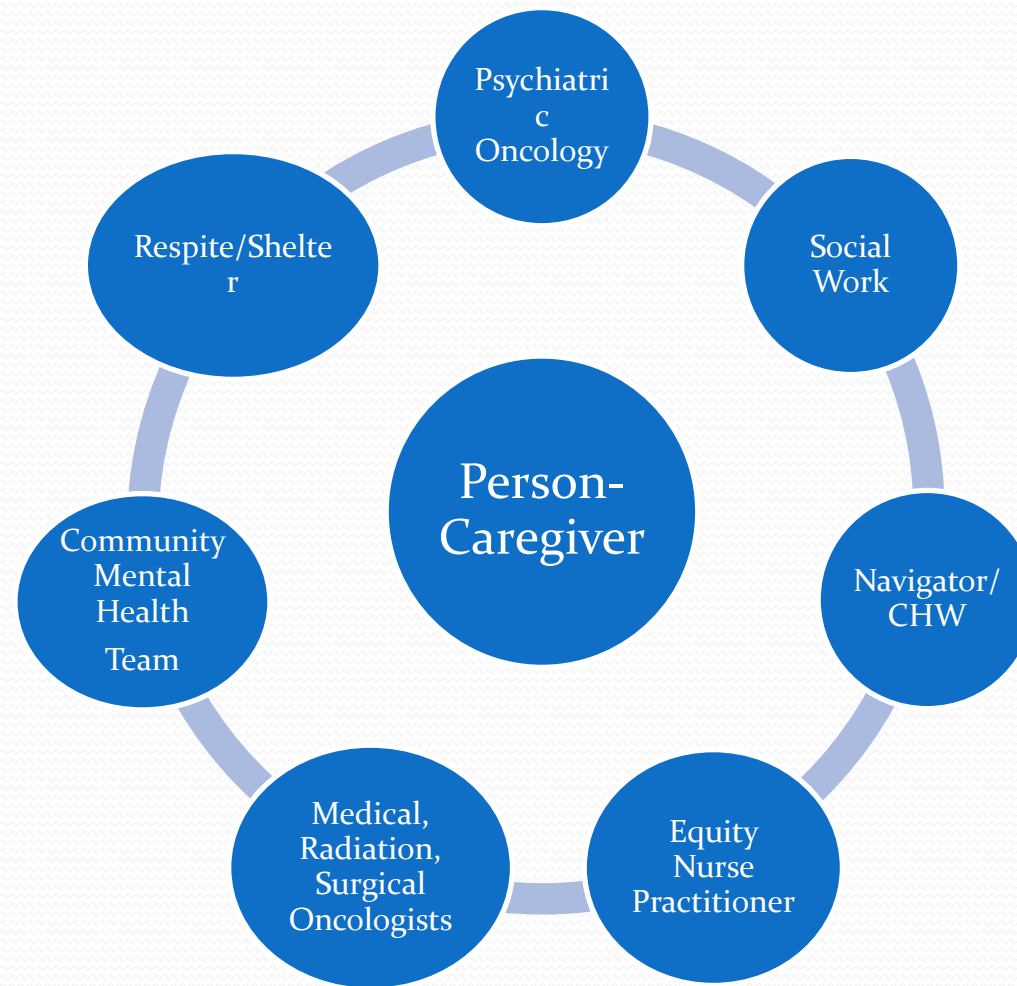 Psychiatri
c
Oncology
Social
Work
Navigator/
CHW
Equity
Nurse
Practitioner
Medical,
Radiation,
Surgical
Oncologists
Community
Mental
Health
Team
Respite/Shelte
r
Person-
Caregiver